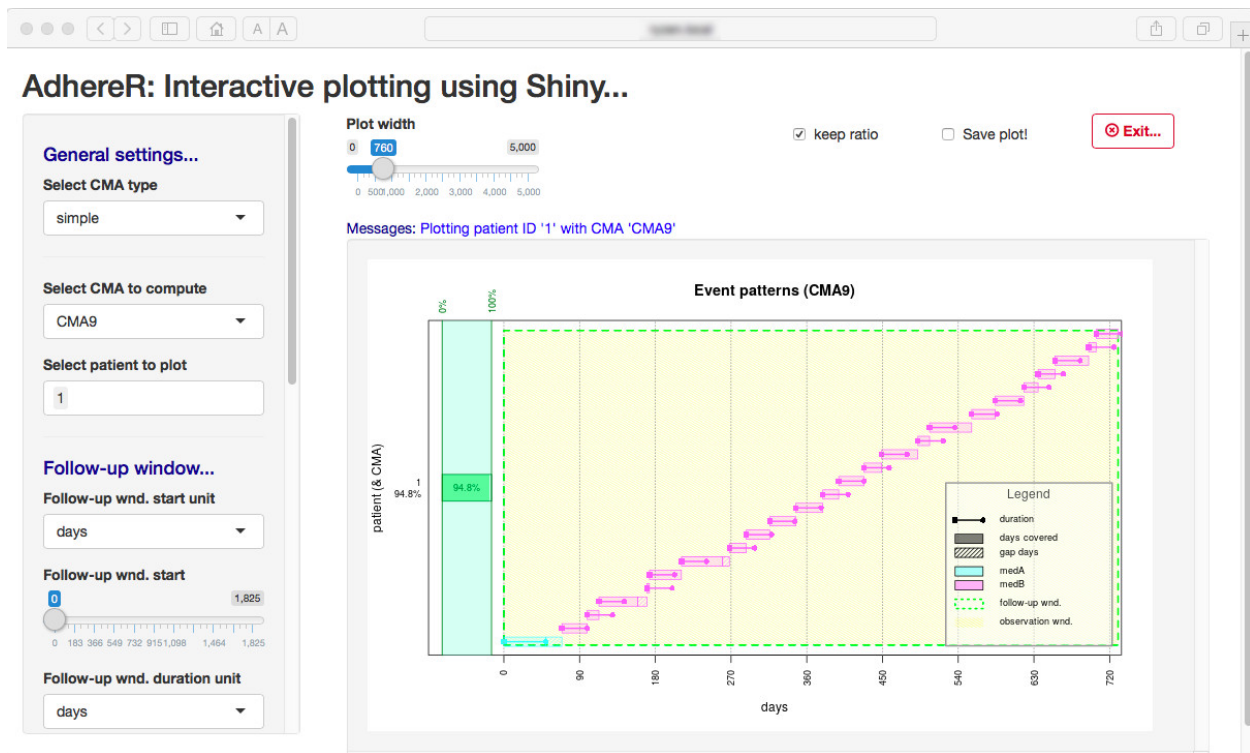 A A
AdhereR: Interactive plotting using Shiny...
General settings...
Select CMA type
simple
Select CMA to compute
CMA9
Select patient to plot
1
Follow-up window...
Follow-up wnd. start unit
days
Follow-up wnd. start
0 1,825
0 183 366 549 732 915 1,098 1,464 1,825
Follow-up wnd. duration unit
days
Plot width
0 760 5,000
0 500 1,000 2,000 3,000 4,000 5,000
keep ratio
Save plot!
Exit...
Messages: Plotting patient ID '1' with CMA 'CMA9'
Event patterns (CMA9)
0%
100%
patient (& CMA)
1
94.8%
94.8%
Legend
duration
days covered
gap days
medA
medB
follow-up wnd.
observation wnd.
0 90 180 270 360 450 540 630 720
days